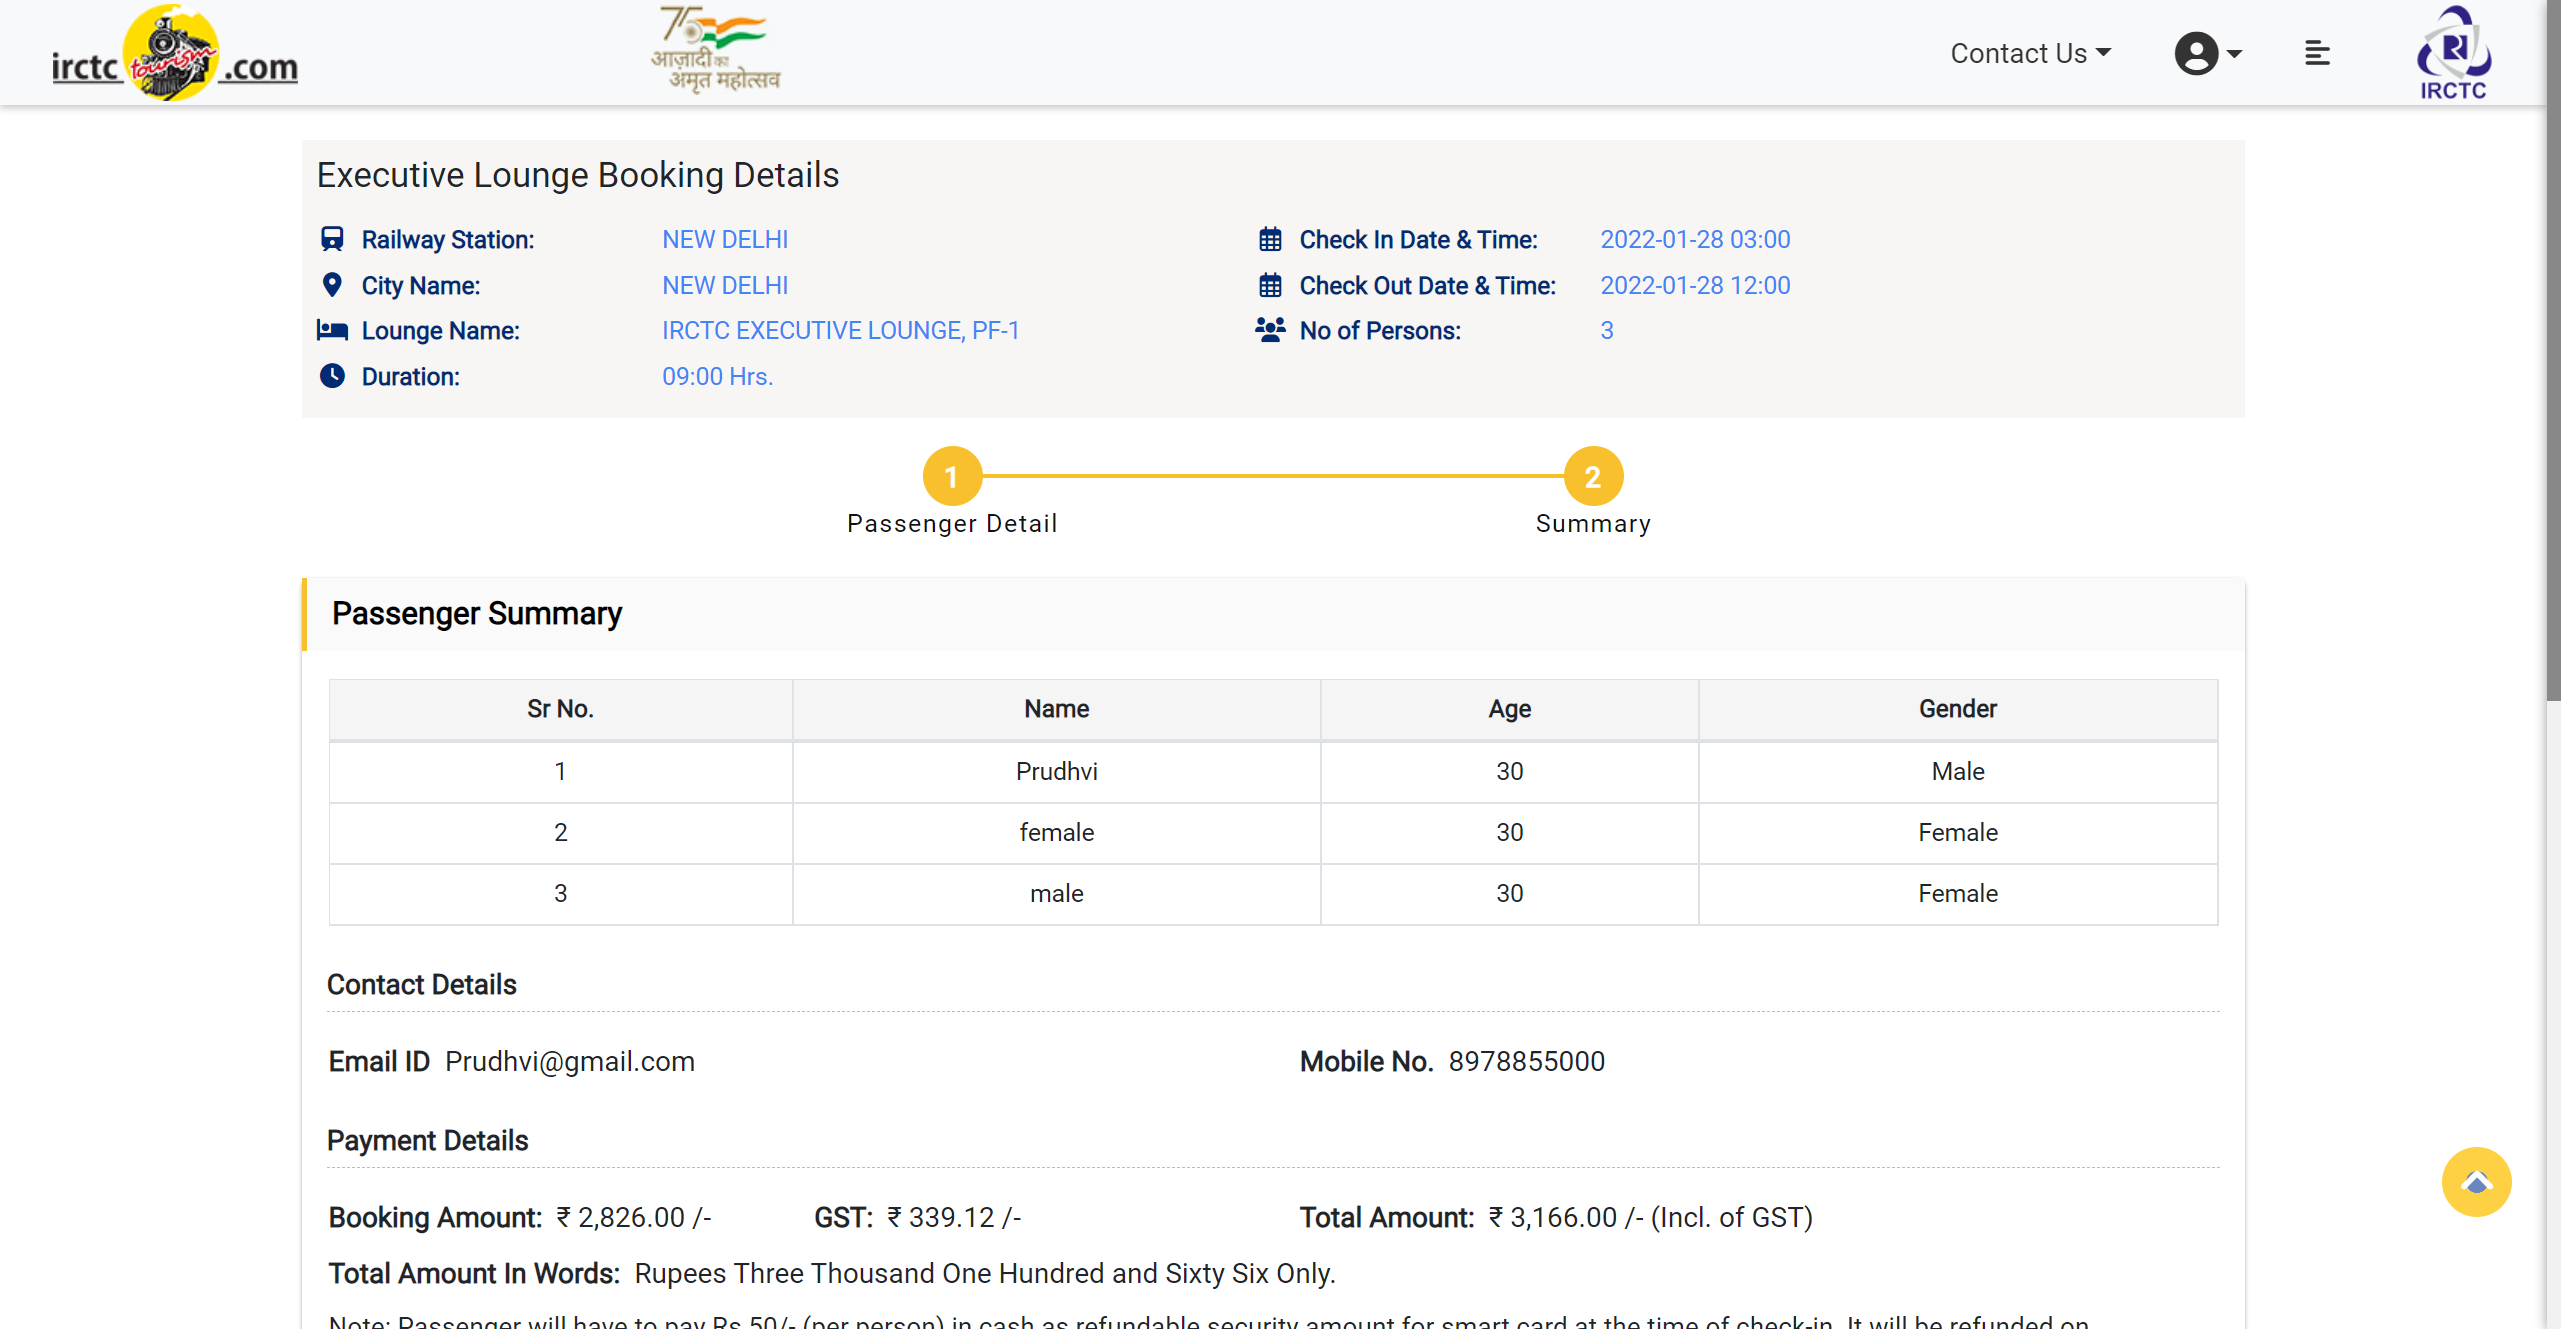 irctc tourism .com
75
आज़ादी का
अमृत महोत्सव
Contact Us
IRCTC
Executive Lounge Booking Details
Railway Station: NEW DELHI Check In Date & Time: 2022-01-28 03:00
City Name: NEW DELHI Check Out Date & Time: 2022-01-28 12:00
Lounge Name: IRCTC EXECUTIVE LOUNGE, PF-1 No of Persons: 3
Duration: 09:00 Hrs.
1 2
Passenger Detail Summary
Passenger Summary
Sr No. Name Age Gender
1 Prudhvi 30 Male
2 female 30 Female
3 male 30 Female
Contact Details
Email ID Prudhvi@gmail.com Mobile No. 8978855000
Payment Details
Booking Amount: ₹ 2,826.00 /- GST: ₹ 339.12 /- Total Amount: ₹ 3,166.00 /- (Incl. of GST)
Total Amount In Words: Rupees Three Thousand One Hundred and Sixty Six Only.
Note: Passenger will have to pay Rs 50/- (per person) in cash as refundable security amount for smart card at the time of check-in. It will be refunded on